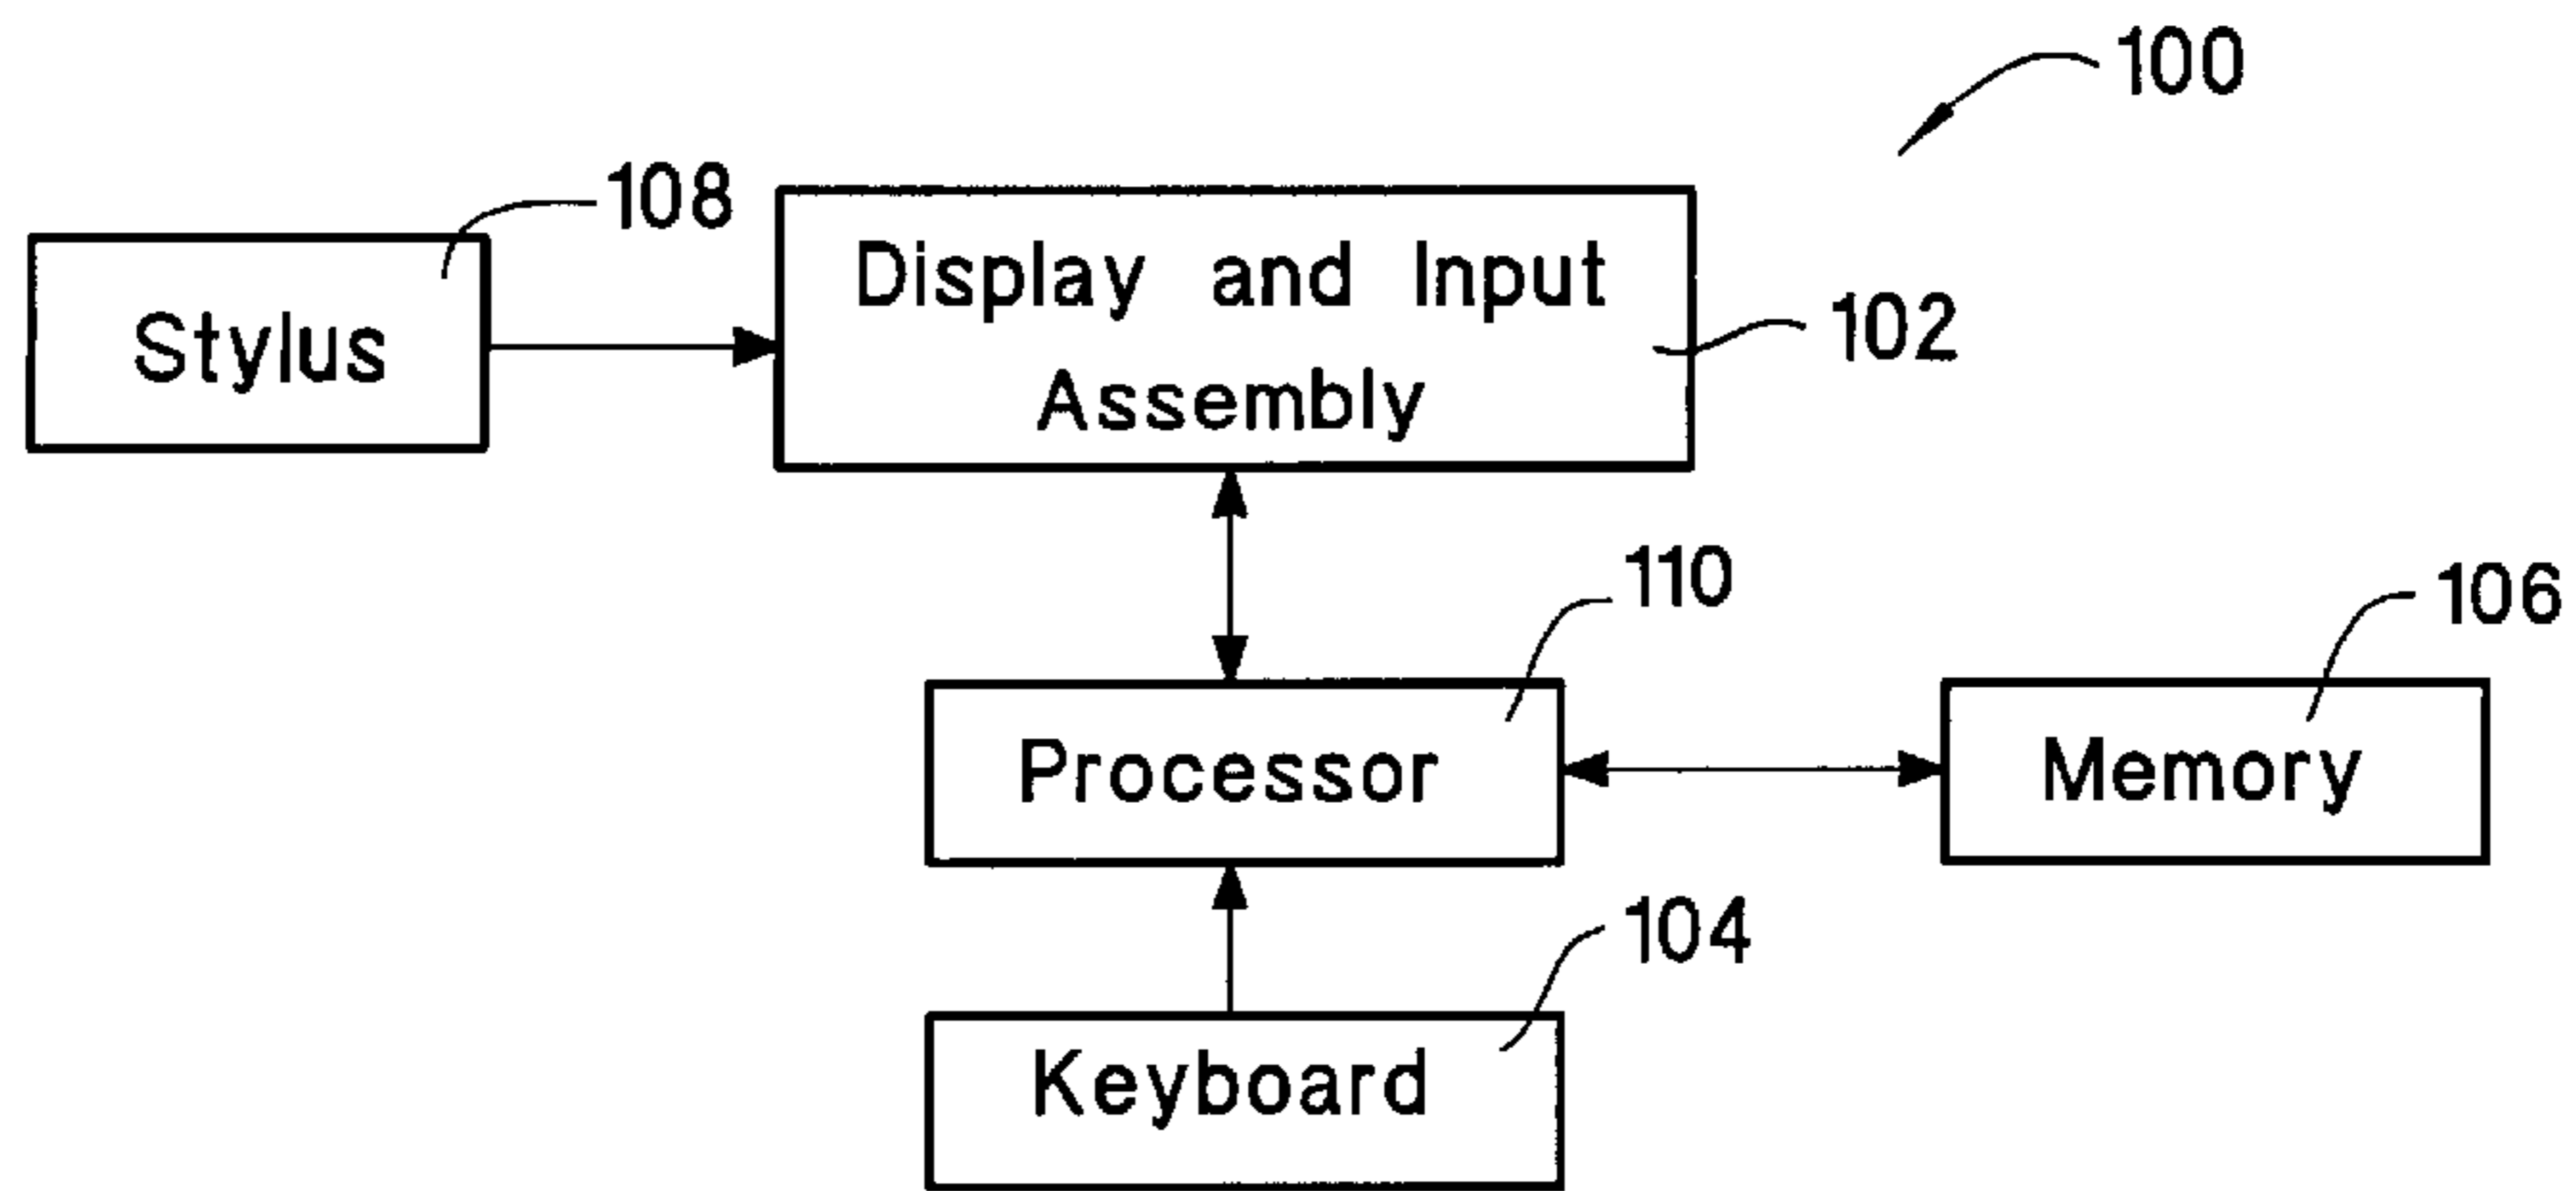 100
108
Display and Input
Assembly
102
Stylus
110
106
Processor
Memory
104
Keyboard